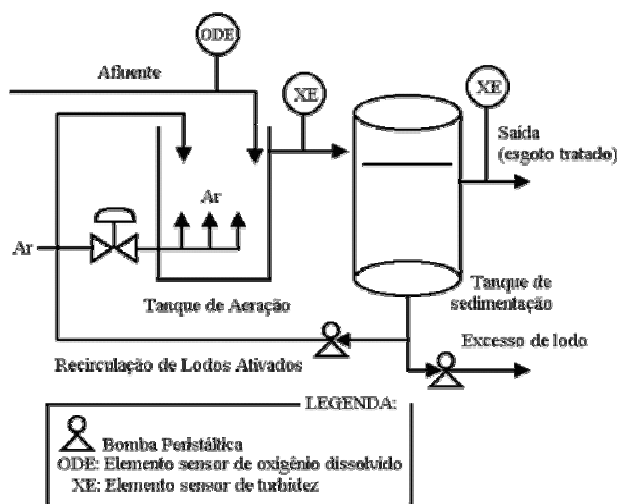 ODE
Afluente
XE
XE
Saída
(esgoto tratado)
Ar
Ar
Tanque de Aeração
Tanque de
sedimentação
Excesso de lodo
Recirculação de Lodos Ativados
LEGENDA:
Bomba Peristáltica
ODE: Elemento sensor de oxigênio dissolvido
XE: Elemento sensor de turbidez